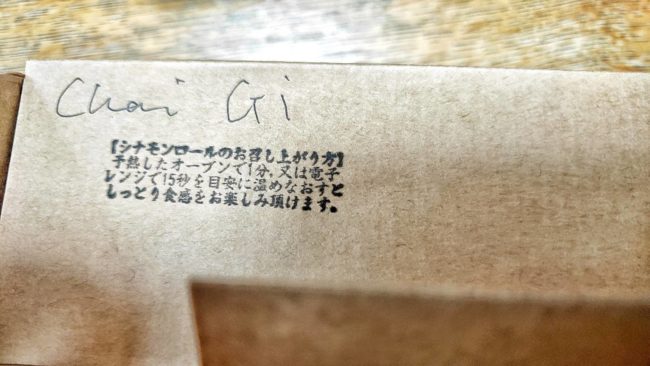 Chai Gi
【シナモンロールのお召し上がり方】
予熱したオーブンで1分、又は電子
レンジで15秒を目安に温めなおすと
しっとり食感をお楽しみ頂けます。